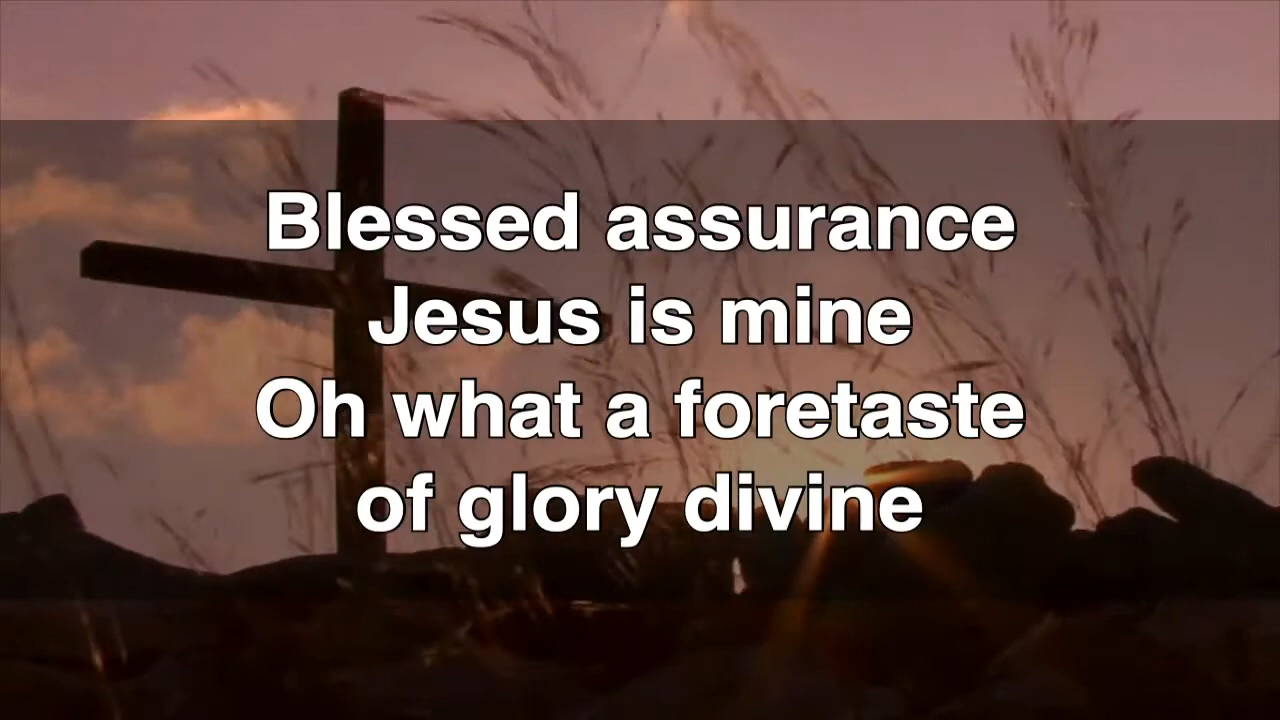 Blessed assurance
Jesus is mine
Oh what a foretaste
of glory divine